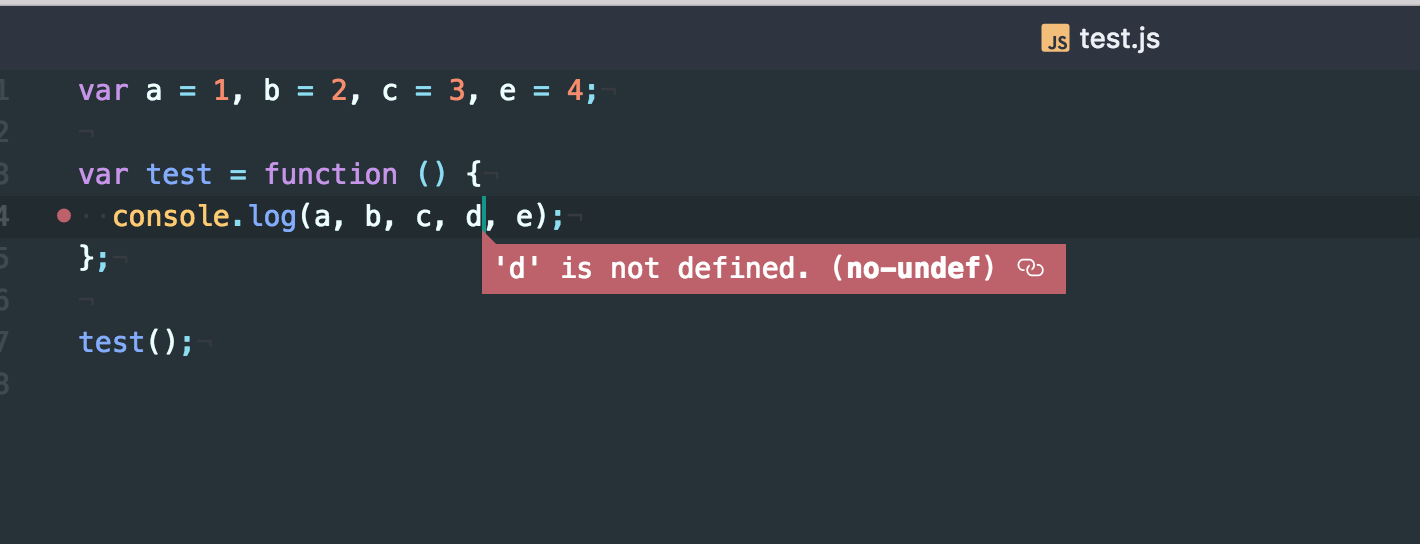 JS test.js
1 var a = 1, b = 2, c = 3, e = 4;¬
2 ¬
3 var test = function () {¬
4 ··console.log(a, b, c, d, e);¬
5 };¬
'd' is not defined. (no-undef)
6 ¬
7 test();¬
8